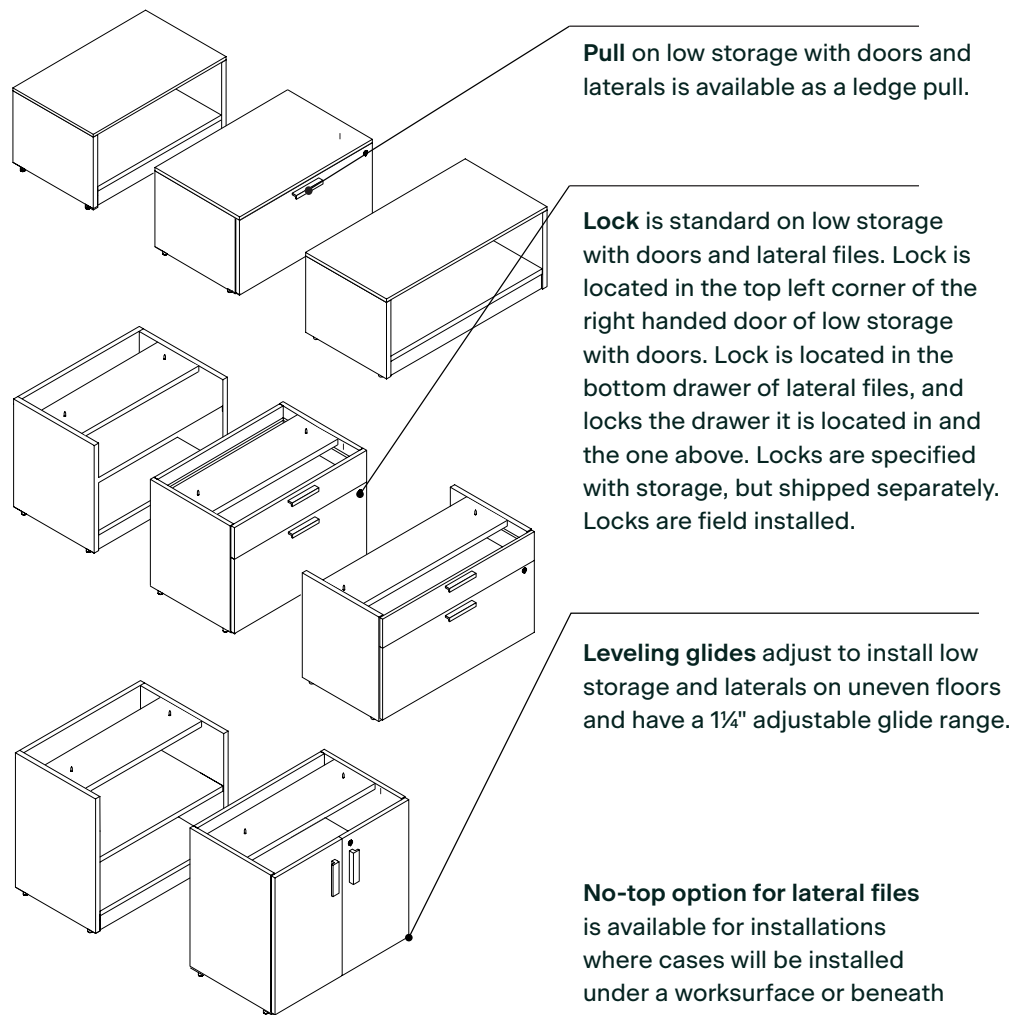 Pull on low storage with doors and
laterals is available as a ledge pull.
Lock is standard on low storage
with doors and lateral files. Lock is
located in the top left corner of the
right handed door of low storage
with doors. Lock is located in the
bottom drawer of lateral files, and
locks the drawer it is located in and
the one above. Locks are specified
with storage, but shipped separately.
Locks are field installed.
Leveling glides adjust to install low
storage and laterals on uneven floors
and have a 1¼" adjustable glide range.
No-top option for lateral files
is available for installations
where cases will be installed
under a worksurface or beneath